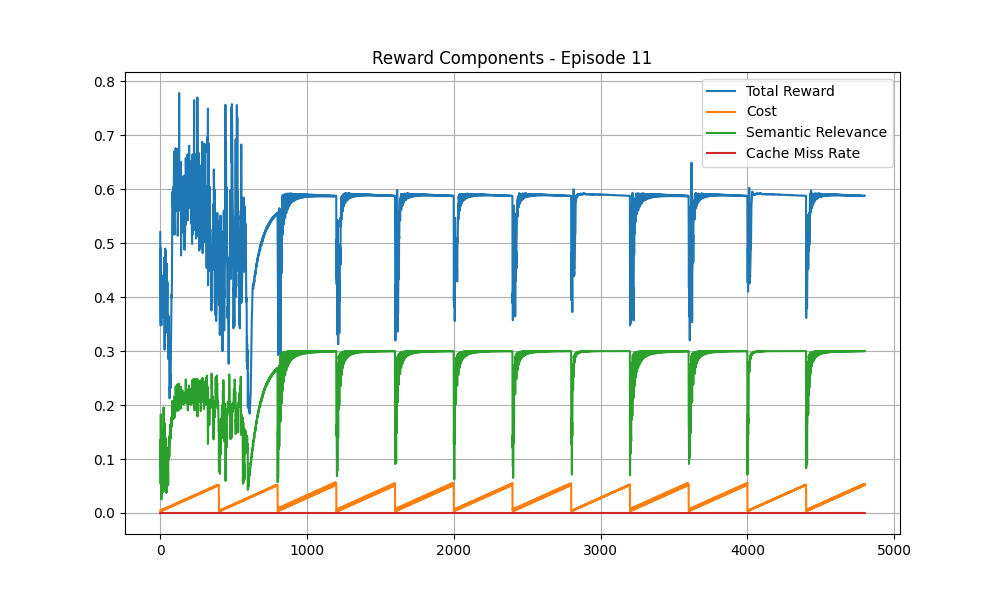 Reward Components - Episode 11
Total Reward
Cost
Semantic Relevance
Cache Miss Rate
0.8
0.7
0.6
0.5
0.4
0.3
0.2
0.1
0.0
0 1000 2000 3000 4000 5000